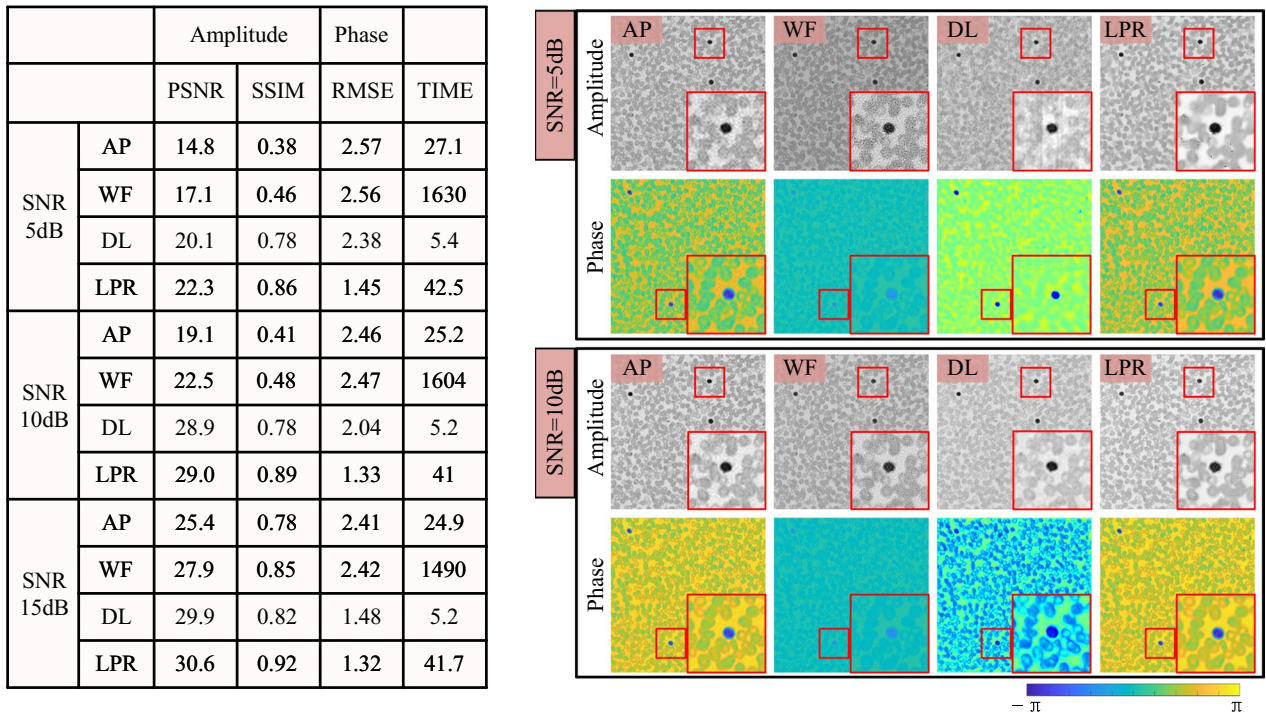 Amplitude Phase
PSNR SSIM RMSE TIME
SNR 5dB
AP 14.8 0.38 2.57 27.1
WF 17.1 0.46 2.56 1630
DL 20.1 0.78 2.38 5.4
LPR 22.3 0.86 1.45 42.5
SNR 10dB
AP 19.1 0.41 2.46 25.2
WF 22.5 0.48 2.47 1604
DL 28.9 0.78 2.04 5.2
LPR 29.0 0.89 1.33 41
SNR 15dB
AP 25.4 0.78 2.41 24.9
WF 27.9 0.85 2.42 1490
DL 29.9 0.82 1.48 5.2
LPR 30.6 0.92 1.32 41.7
SNR=5dB
AP WF DL LPR
Amplitude
Phase
SNR=10dB
AP WF DL LPR
Amplitude
Phase
−π π